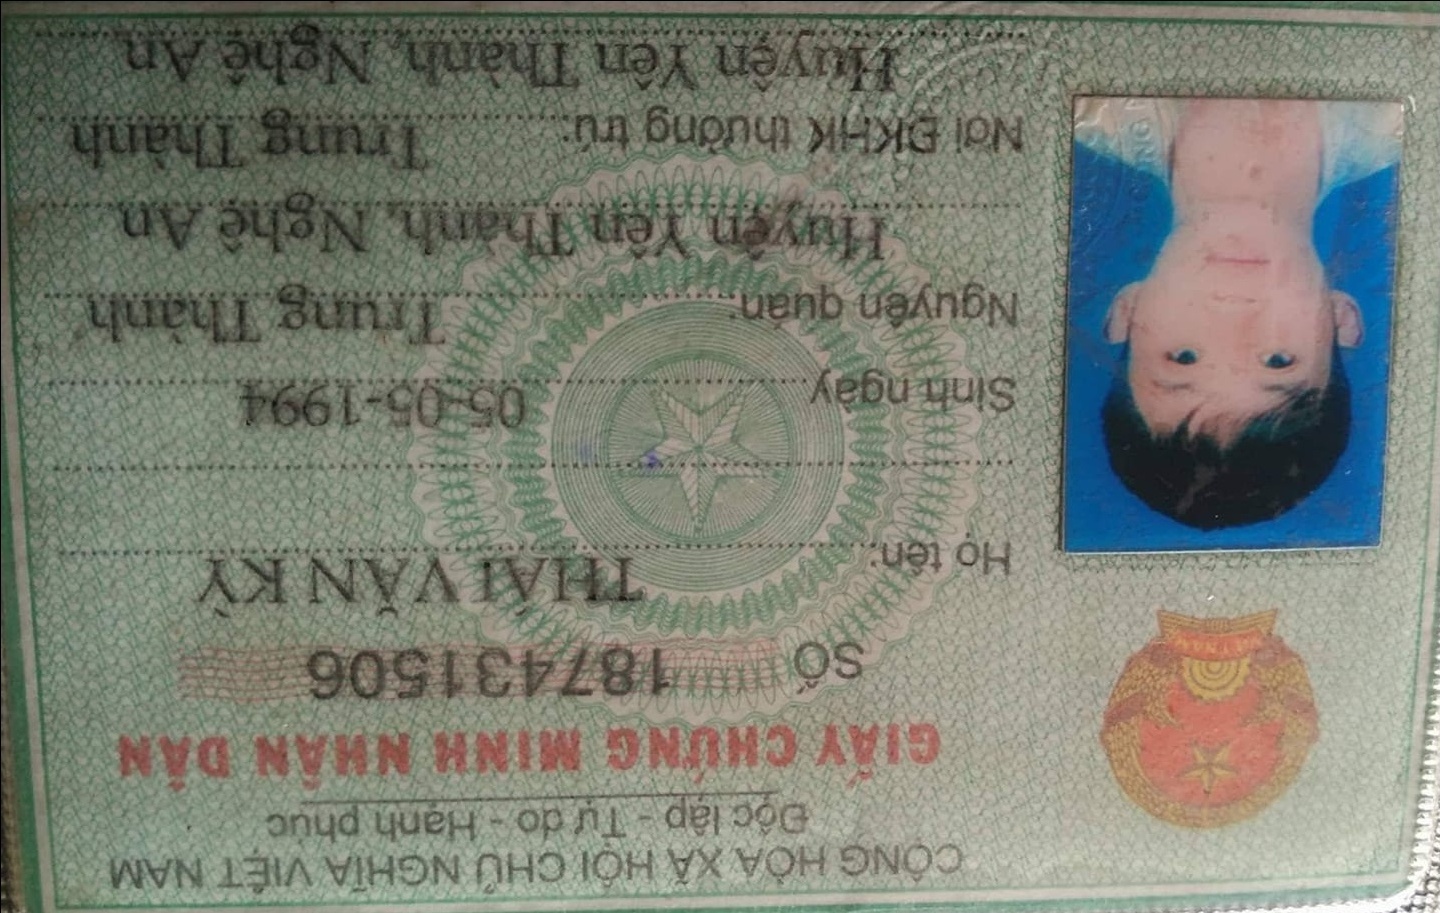 CỘNG HÒA XÃ HỘI CHỦ NGHĨA VIỆT NAM
Độc lập - Tự do - Hạnh phúc
GIẤY CHỨNG MINH NHÂN DÂN
SỐ 187431506
Họ tên: THÁI VĂN KỲ
Sinh ngày 05-05-1994
Nguyên quán: Trung Thành
Huyện Yên Thành, Nghệ An
Nơi ĐKHK thường trú: Trung Thành
Huyện Yên Thành, Nghệ An